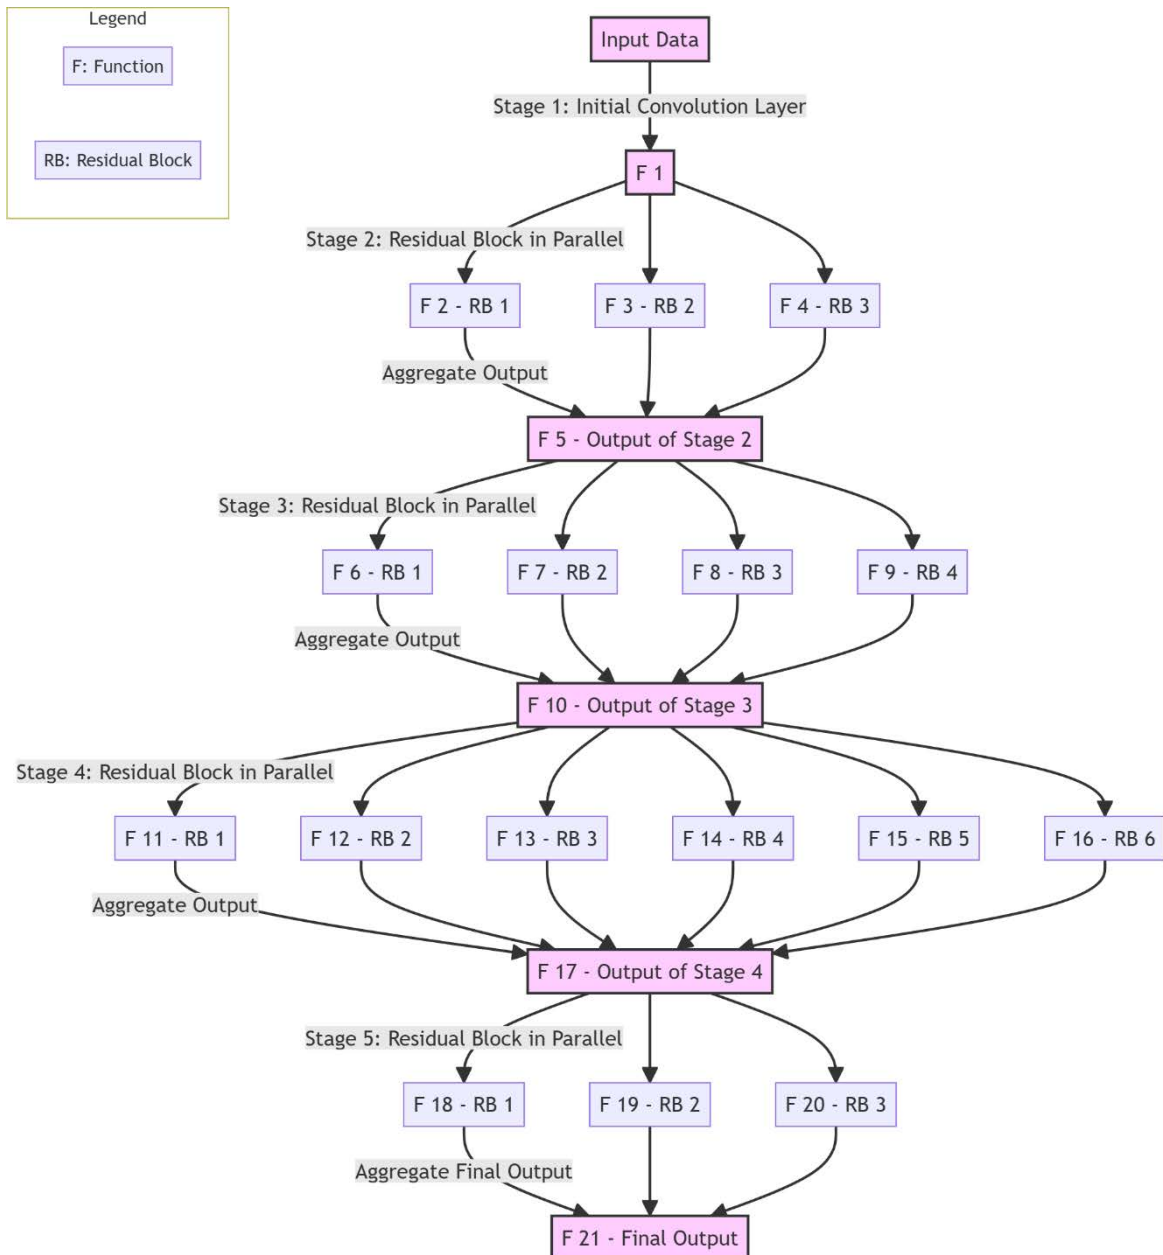 Legend
F: Function
RB: Residual Block
Input Data
Stage 1: Initial Convolution Layer
F 1
Stage 2: Residual Block in Parallel
F 2 - RB 1
F 3 - RB 2
F 4 - RB 3
Aggregate Output
F 5 - Output of Stage 2
Stage 3: Residual Block in Parallel
F 6 - RB 1
F 7 - RB 2
F 8 - RB 3
F 9 - RB 4
Aggregate Output
F 10 - Output of Stage 3
Stage 4: Residual Block in Parallel
F 11 - RB 1
F 12 - RB 2
F 13 - RB 3
F 14 - RB 4
F 15 - RB 5
F 16 - RB 6
Aggregate Output
F 17 - Output of Stage 4
Stage 5: Residual Block in Parallel
F 18 - RB 1
F 19 - RB 2
F 20 - RB 3
Aggregate Final Output
F 21 - Final Output